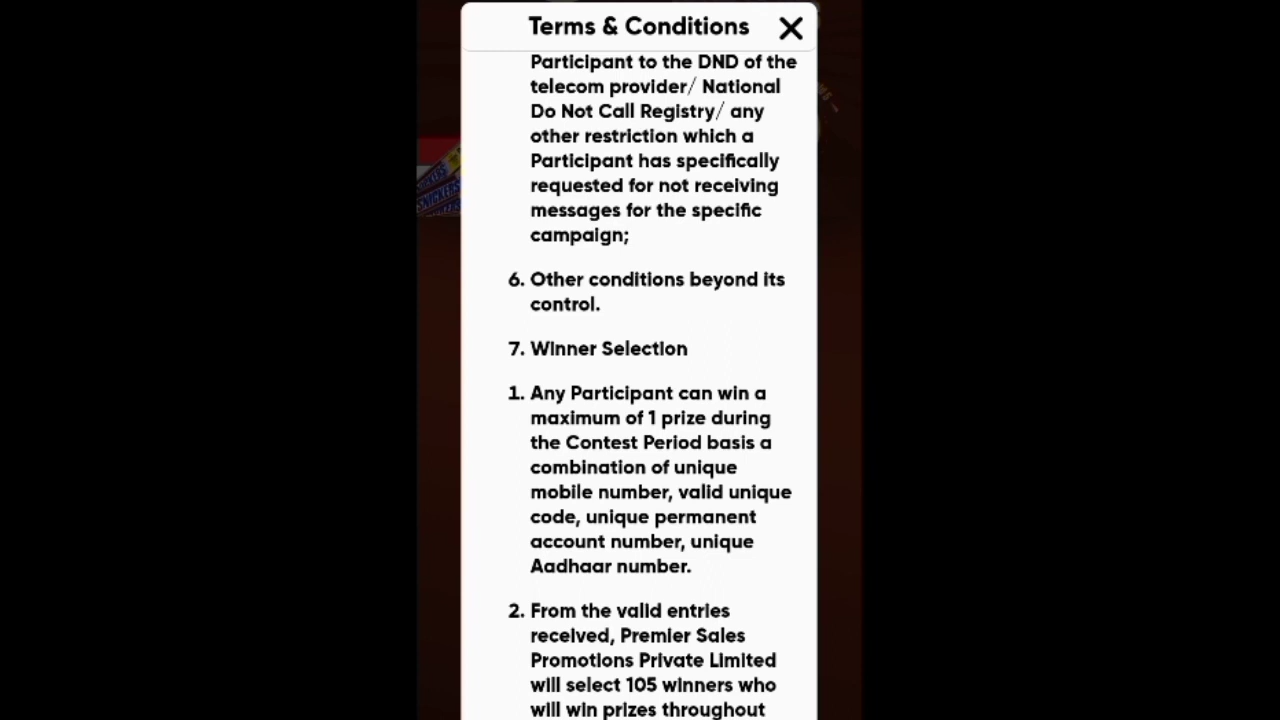 Terms & Conditions
Participant to the DND of the
telecom provider/ National
Do Not Call Registry/ any
other restriction which a
Participant has specifically
requested for not receiving
messages for the specific
campaign;
6. Other conditions beyond its
control.
7. Winner Selection
1. Any Participant can win a
maximum of 1 prize during
the Contest Period basis a
combination of unique
mobile number, valid unique
code, unique permanent
account number, unique
Aadhaar number.
2. From the valid entries
received, Premier Sales
Promotions Private Limited
will select 105 winners who
will win prizes throughout
SNICKERS
SNICKERS